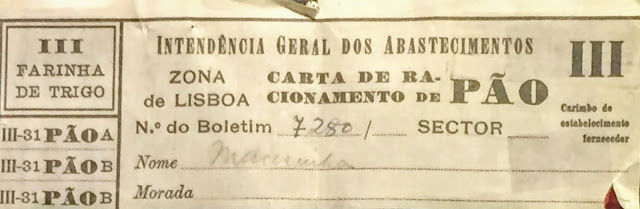 III
FARINHA
DE TRIGO
III-31 PÃO A
III-31 PÃO B
III-31 PÃO B
INTENDÊNCIA GERAL DOS ABASTECIMENTOS
ZONA
de LISBOA
CARTA DE RA-
CIONAMENTO DE PÃO
N.º do Boletim 7280/ SECTOR
Nome
Morada
III
Carimbo do
estabelecimento
fornecedor